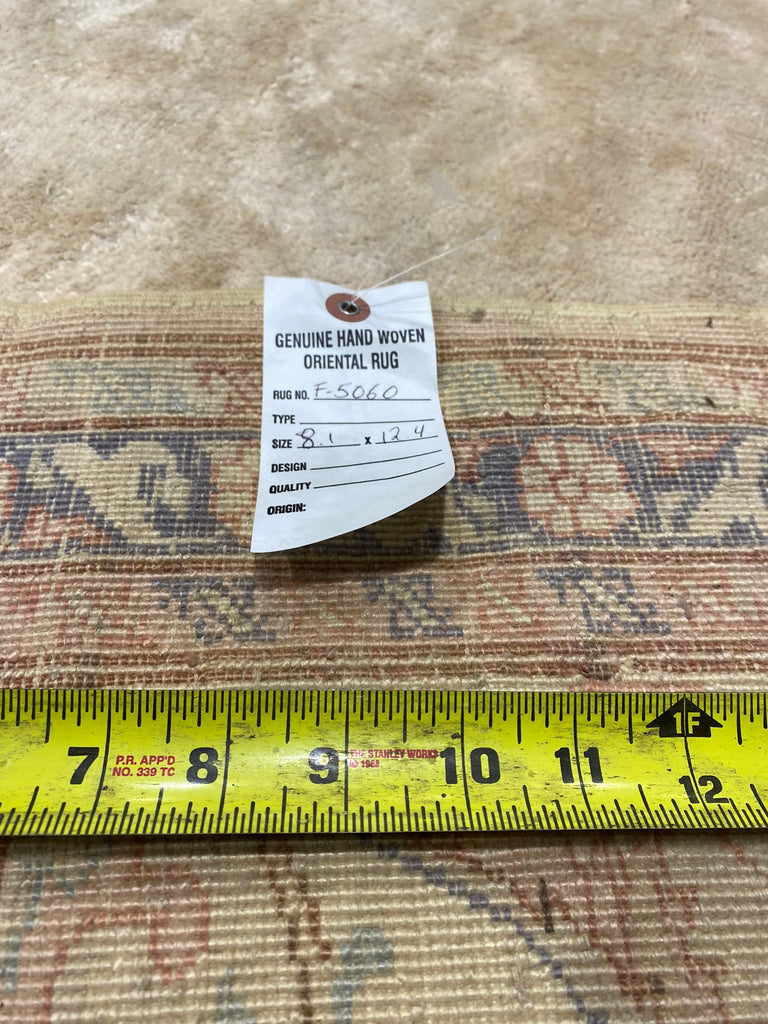 GENUINE HAND WOVEN
ORIENTAL RUG
RUG NO. F-5060
TYPE
SIZE 8.1 x 12.4
DESIGN
QUALITY
ORIGIN:
1F
7 P.R. APP'D 8 9 THE STANLEY WORKS 10 11 12
NO. 339 TC © 1988